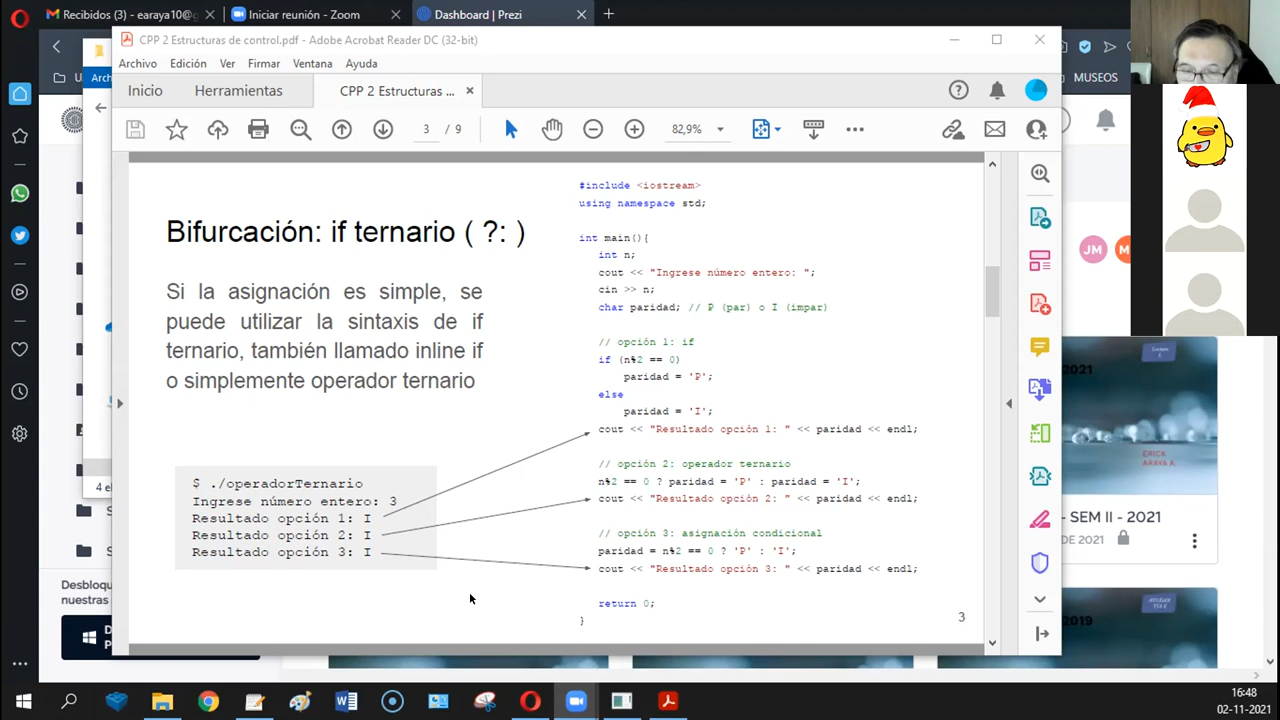 Recibidos (3) - earaya10@g
Iniciar reunión - Zoom
Dashboard | Prezi
CPP 2 Estructuras de control.pdf - Adobe Acrobat Reader DC (32-bit)
Archivo Edición Ver Firmar Ventana Ayuda
Inicio Herramientas CPP 2 Estructuras ...
3 / 9 82,9%
U
Arch
MUSEOS
JM
M
Bifurcación: if ternario ( ?: )
Si la asignación es simple, se
puede utilizar la sintaxis de if
ternario, también llamado inline if
o simplemente operador ternario
$ ./operadorTernario
Ingrese número entero: 3
Resultado opción 1: I
Resultado opción 2: I
Resultado opción 3: I
#include <iostream>
using namespace std;
int main(){
int n;
cout << "Ingrese número entero: ";
cin >> n;
char paridad; // P (par) o I (impar)
// opción 1: if
if (n%2 == 0)
paridad = 'P';
else
paridad = 'I';
cout << "Resultado opción 1: " << paridad << endl;
// opción 2: operador ternario
n%2 == 0 ? paridad = 'P' : paridad = 'I';
cout << "Resultado opción 2: " << paridad << endl;
// opción 3: asignación condicional
paridad = n%2 == 0 ? 'P' : 'I';
cout << "Resultado opción 3: " << paridad << endl;
return 0;
}
3
4 el
Desbloqu
nuestras
D
P
2021
ERICK
ARAYA A.
- SEM II - 2021
DE 2021
2019
16:48
02-11-2021